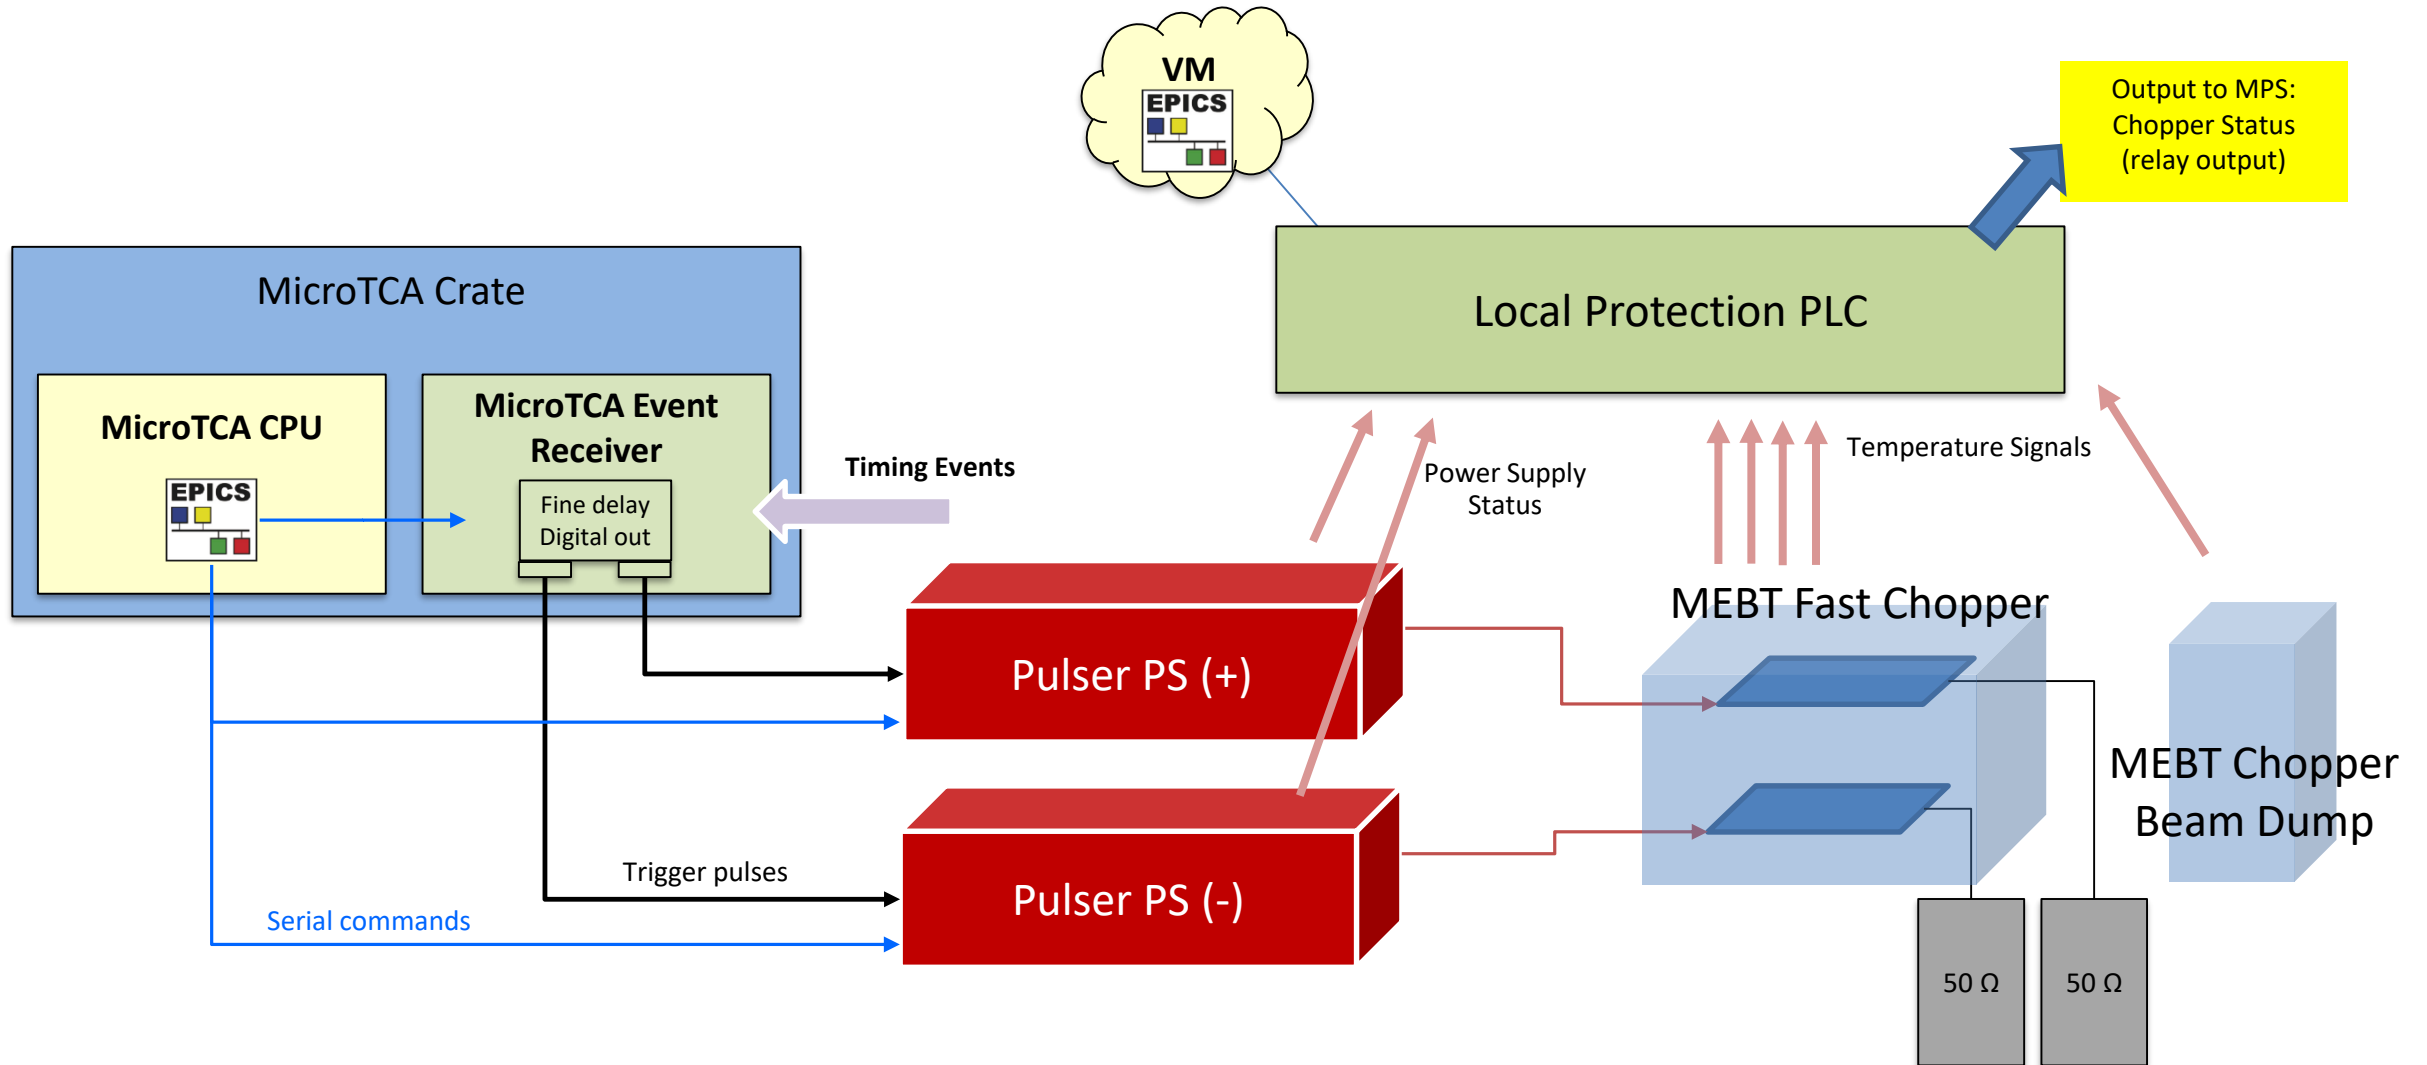 VM
EPICS
Output to MPS:
Chopper Status
(relay output)
MicroTCA Crate
Local Protection PLC
MicroTCA CPU
EPICS
MicroTCA Event
Receiver
Fine delay
Digital out
Timing Events
Power Supply
Status
Temperature Signals
MEBT Fast Chopper
Pulser PS (+)
MEBT Chopper
Beam Dump
Trigger pulses
Serial commands
Pulser PS (-)
50 Ω
50 Ω